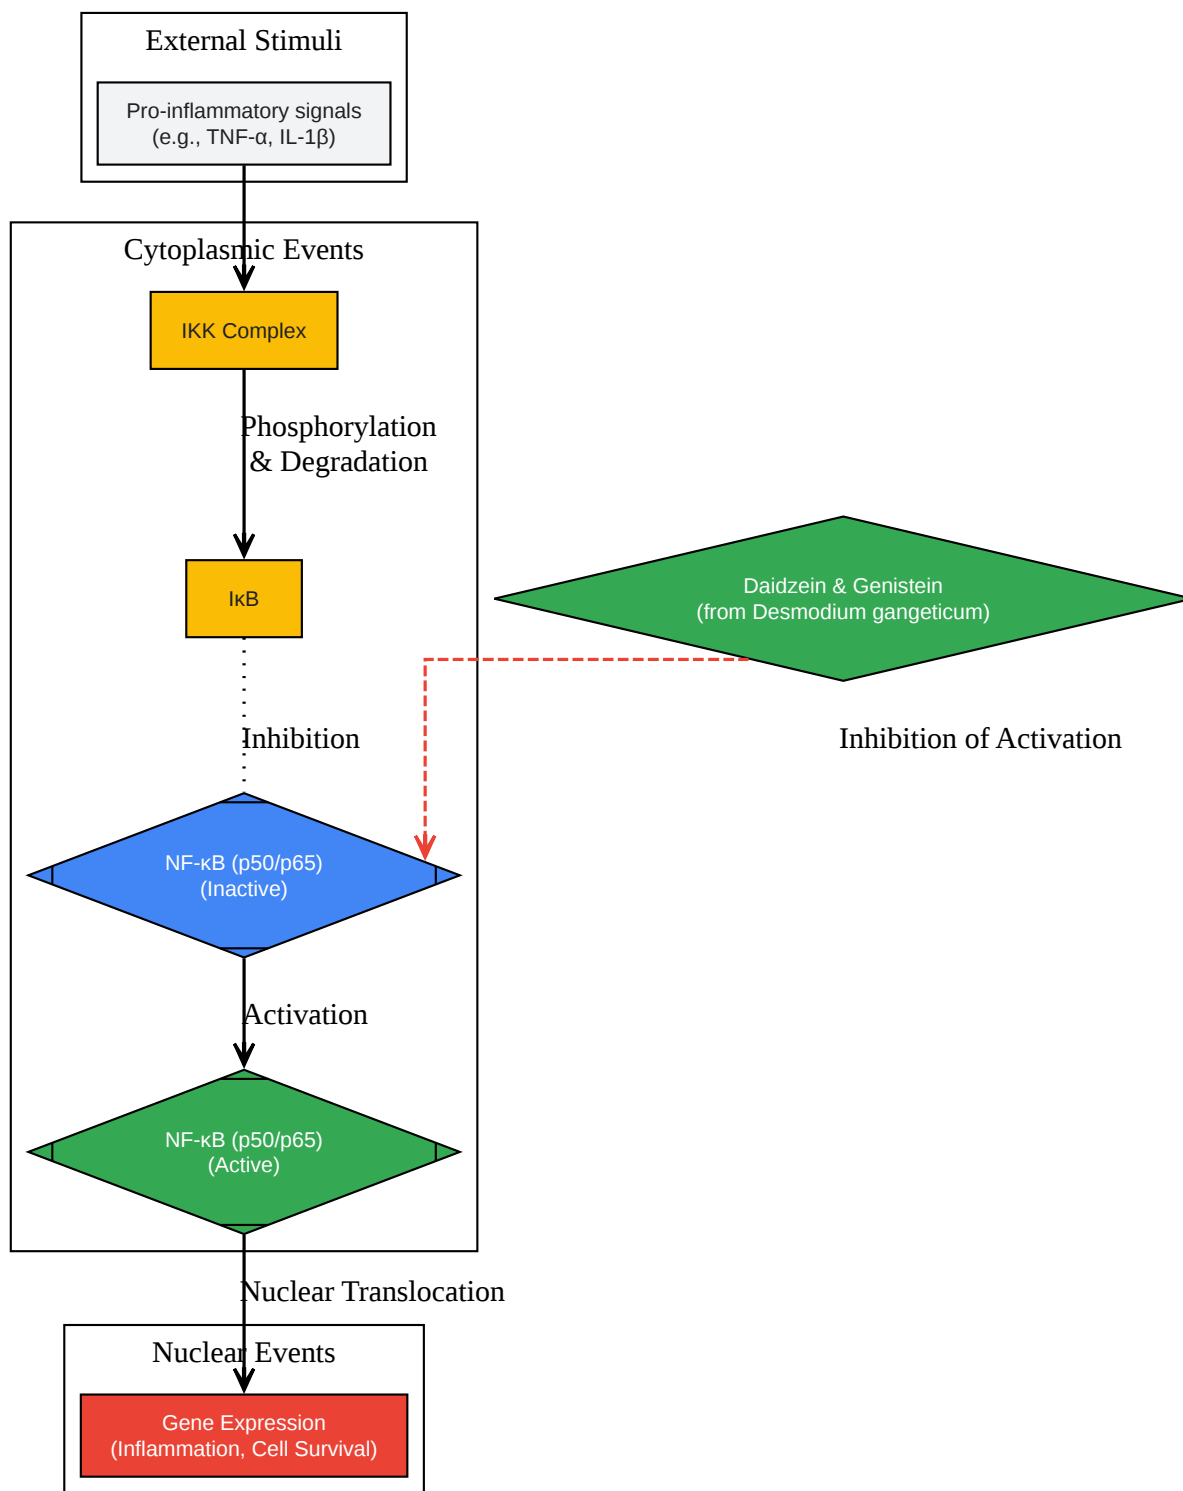 External Stimuli
Pro-inflammatory signals
(e.g., TNF-α, IL-1β)
Cytoplasmic Events
IKK Complex
Phosphorylation
& Degradation
IκB
Daidzein & Genistein
(from Desmodium gangeticum)
Inhibition
Inhibition of Activation
NF-κB (p50/p65)
(Inactive)
Activation
NF-κB (p50/p65)
(Active)
Nuclear Translocation
Nuclear Events
Gene Expression
(Inflammation, Cell Survival)